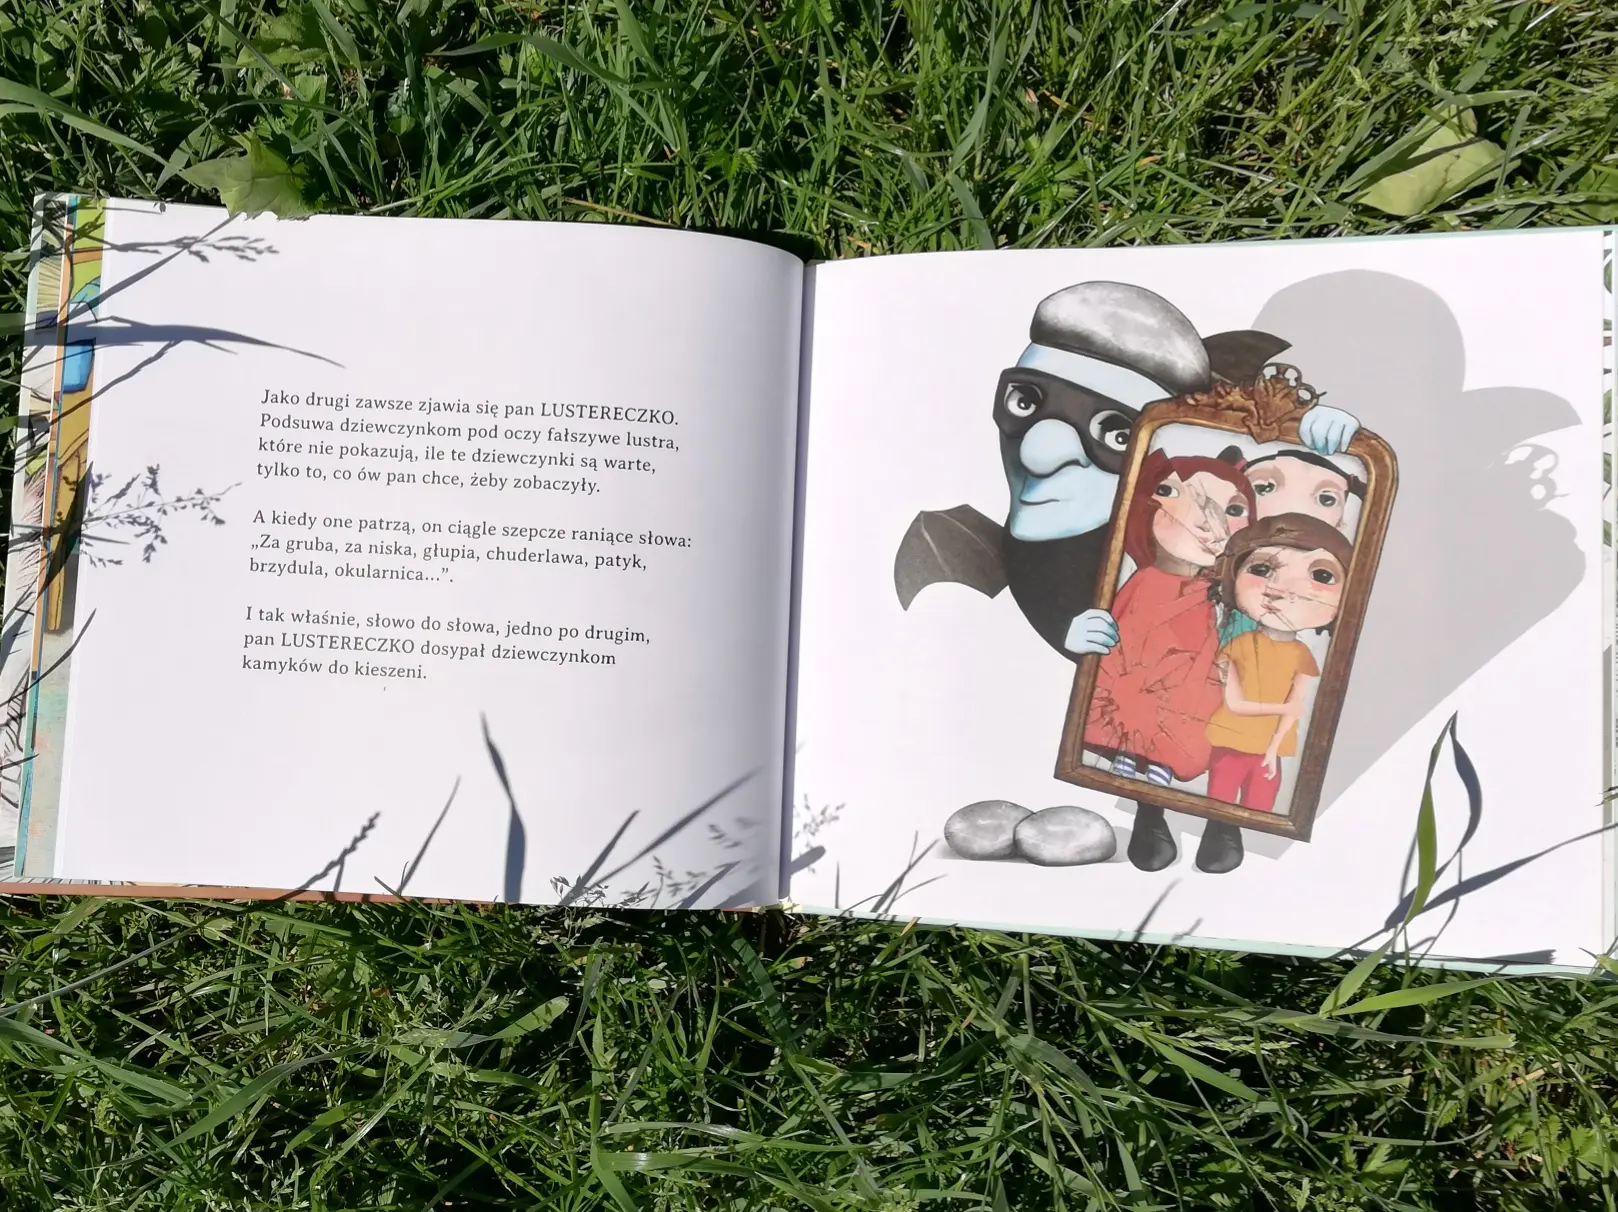 Jako drugi zawsze zjawia się pan LUSTERECZKO.
Podsuwa dziewczynkom pod oczy fałszywe lustra,
które nie pokazują, ile te dziewczynki są warte,
tylko to, co ów pan chce, żeby zobaczyły.
A kiedy one patrzą, on ciągle szepcze raniące słowa:
„Za gruba, za niska, głupia, chuderlawa, patyk,
brzydula, okularnica...”.
I tak właśnie, słowo do słowa, jedno po drugim,
pan LUSTERECZKO dosypał dziewczynkom
kamyków do kieszeni.